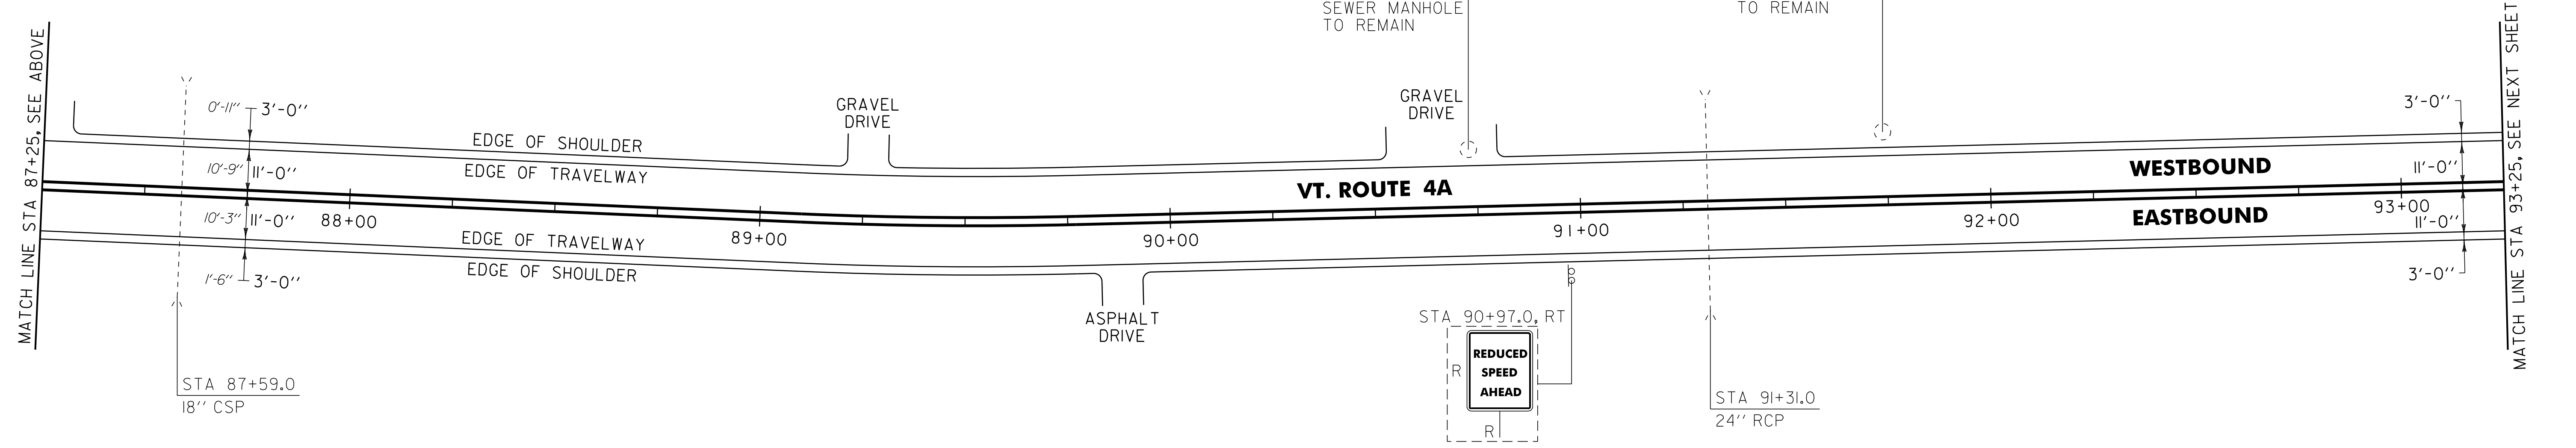 SEWER MANHOLE
TO REMAIN
TO REMAIN
MATCH LINE STA 87+25, SEE ABOVE
MATCH LINE STA 93+25, SEE NEXT SHEET
0'-11" 3'-0"
GRAVEL
DRIVE
GRAVEL
DRIVE
3'-0"
EDGE OF SHOULDER
EDGE OF TRAVELWAY
10'-9" 11'-0"
WESTBOUND
11'-0"
VT. ROUTE 4A
10'-3" 11'-0"
88+00
89+00
90+00
91+00
92+00
93+00
EASTBOUND
11'-0"
EDGE OF TRAVELWAY
EDGE OF SHOULDER
1'-6" 3'-0"
3'-0"
ASPHALT
DRIVE
STA 90+97.0, RT
REDUCED
SPEED
AHEAD
R
R
STA 87+59.0
18" CSP
STA 91+31.0
24" RCP